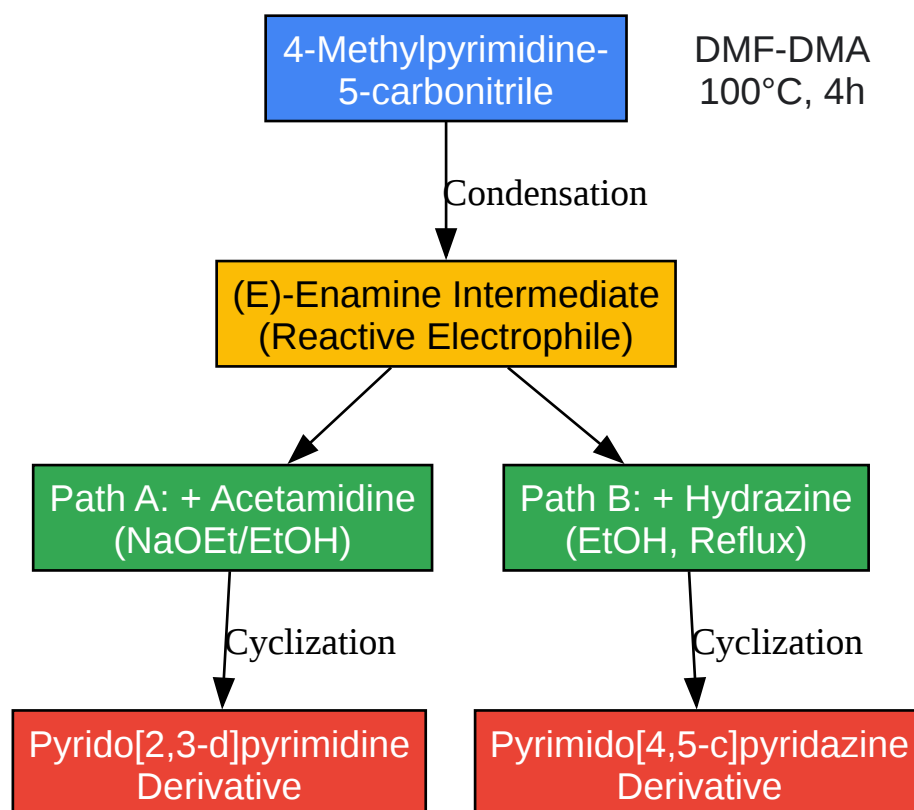 4-Methylpyrimidine-
5-carbonitrile
DMF-DMA
100°C, 4h
Condensation
(E)-Enamine Intermediate
(Reactive Electrophile)
Path A: + Acetamidine
(NaOEt/EtOH)
Path B: + Hydrazine
(EtOH, Reflux)
Cyclization
Cyclization
Pyrido[2,3-d]pyrimidine
Derivative
Pyrimido[4,5-c]pyridazine
Derivative